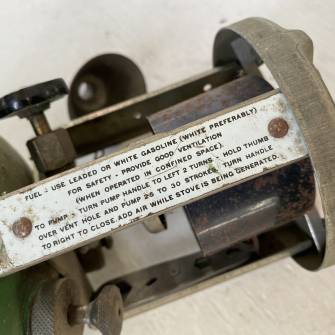 FUEL: USE LEADED OR WHITE GASOLINE (WHITE PREFERABLY)
FOR SAFETY - PROVIDE GOOD VENTILATION
(WHEN OPERATED IN CONFINED SPACE).
TO PUMP - TURN PUMP HANDLE TO LEFT 2 TURNS - HOLD THUMB
OVER VENT HOLE AND PUMP 25 TO 30 STROKES - TURN HANDLE
TO RIGHT TO CLOSE. ADD AIR WHILE STOVE IS BEING GENERATED.